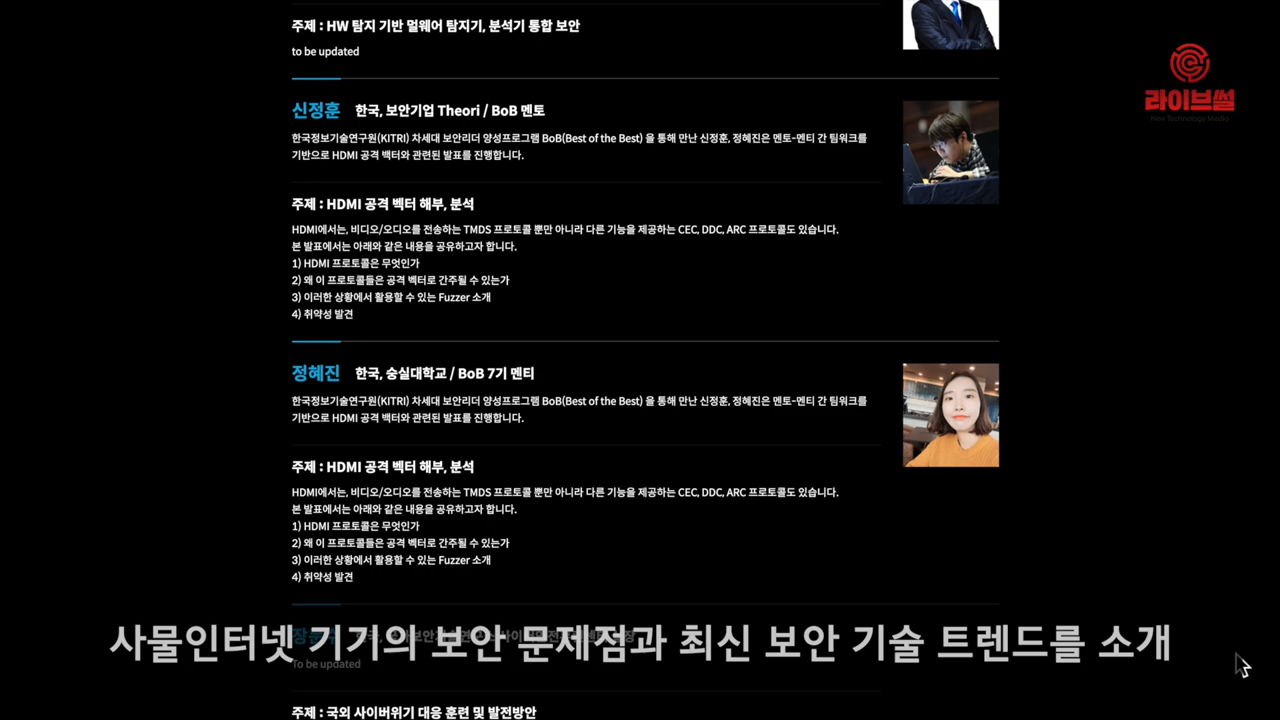 주제 : HW 탐지 기반 멀웨어 탐지기, 분석기 통합 보안
to be updated
라이브썰
New Technology Media
신정훈 한국, 보안기업 Theori / BoB 멘토
한국정보기술연구원(KITRI) 차세대 보안리더 양성프로그램 BoB(Best of the Best) 을 통해 만난 신정훈, 정혜진은 멘토-멘티 간 팀워크를
기반으로 HDMI 공격 벡터와 관련된 발표를 진행합니다.
주제 : HDMI 공격 벡터 해부, 분석
HDMI에서는, 비디오/오디오를 전송하는 TMDS 프로토콜 뿐만 아니라 다른 기능을 제공하는 CEC, DDC, ARC 프로토콜도 있습니다.
본 발표에서는 아래와 같은 내용을 공유하고자 합니다.
1) HDMI 프로토콜은 무엇인가
2) 왜 이 프로토콜들은 공격 벡터로 간주될 수 있는가
3) 이러한 상황에서 활용할 수 있는 Fuzzer 소개
4) 취약성 발견
정혜진 한국, 숭실대학교 / BoB 7기 멘티
한국정보기술연구원(KITRI) 차세대 보안리더 양성프로그램 BoB(Best of the Best) 을 통해 만난 신정훈, 정혜진은 멘토-멘티 간 팀워크를
기반으로 HDMI 공격 벡터와 관련된 발표를 진행합니다.
주제 : HDMI 공격 벡터 해부, 분석
HDMI에서는, 비디오/오디오를 전송하는 TMDS 프로토콜 뿐만 아니라 다른 기능을 제공하는 CEC, DDC, ARC 프로토콜도 있습니다.
본 발표에서는 아래와 같은 내용을 공유하고자 합니다.
1) HDMI 프로토콜은 무엇인가
2) 왜 이 프로토콜들은 공격 벡터로 간주될 수 있는가
3) 이러한 상황에서 활용할 수 있는 Fuzzer 소개
4) 취약성 발견
사물인터넷 기기의 보안 문제점과 최신 보안 기술 트렌드를 소개
To be updated
주제 : 국외 사이버위기 대응 훈련 및 발전방안